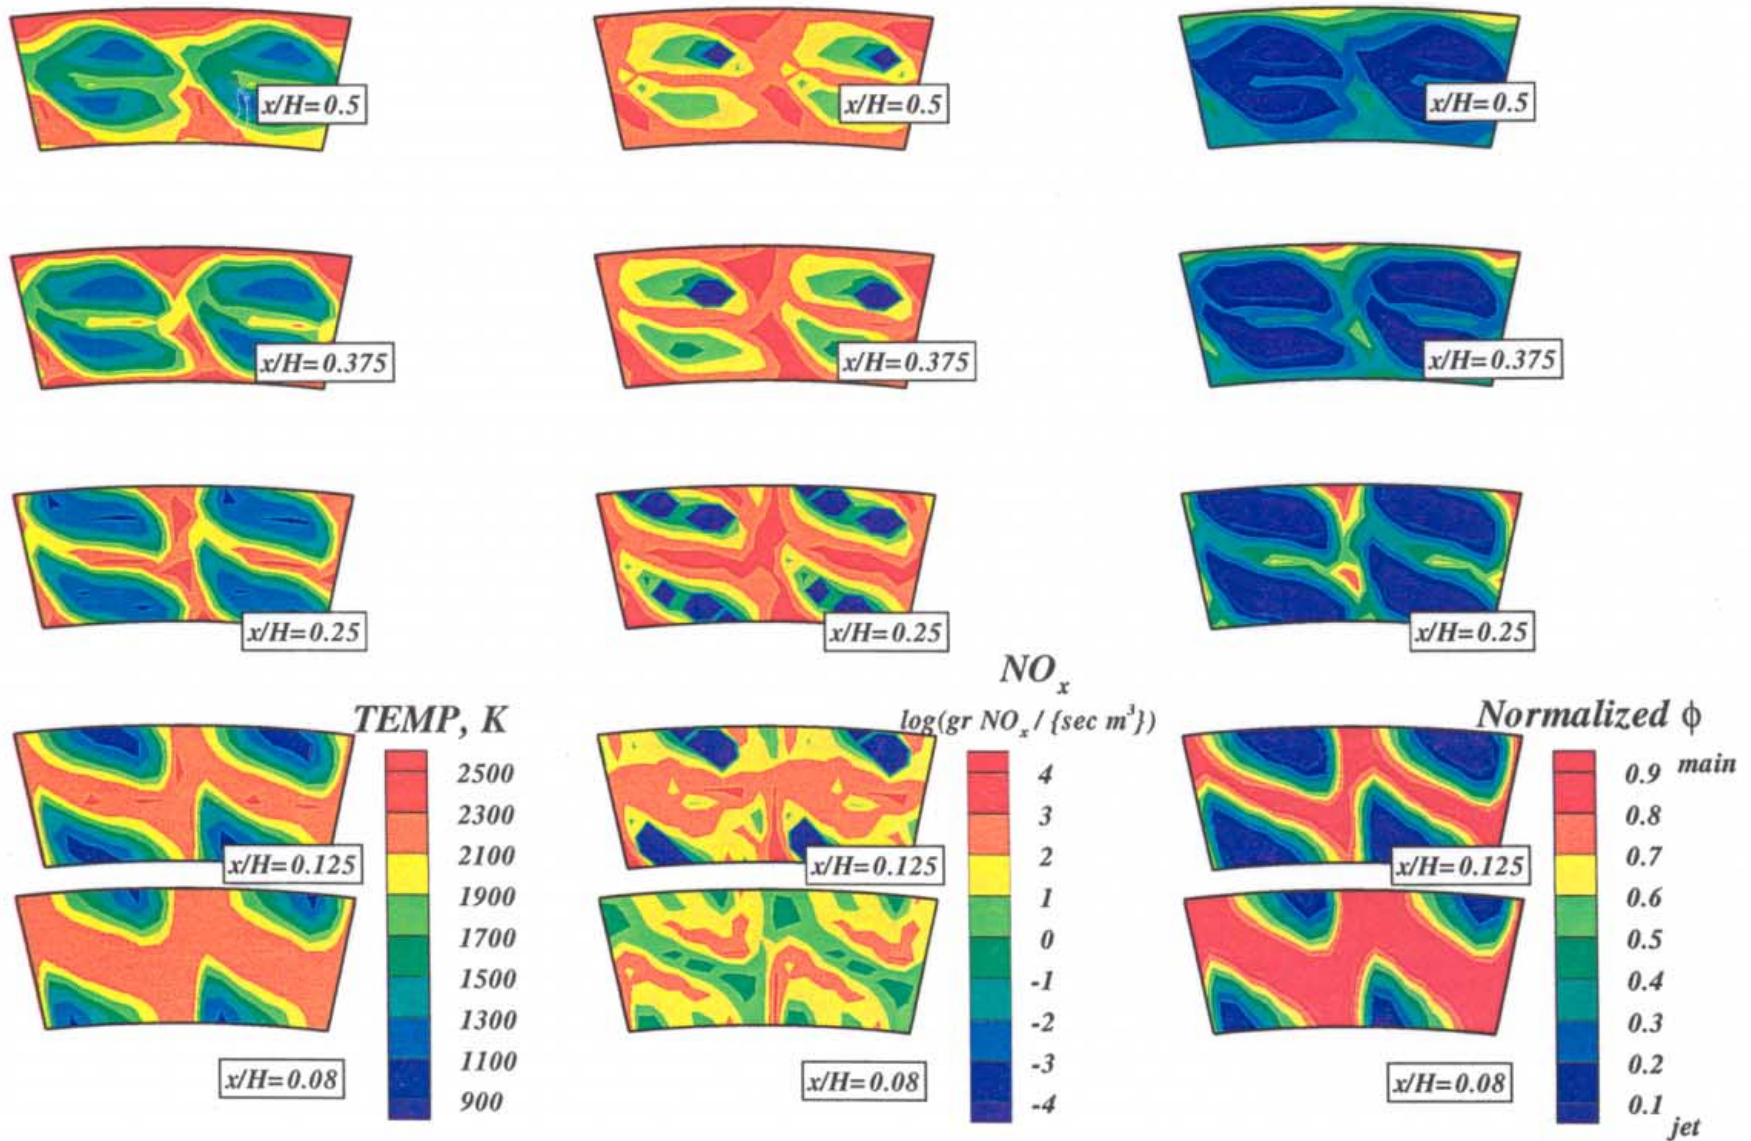 x/H=0.5
x/H=0.5
x/H=0.5
x/H=0.375
x/H=0.375
x/H=0.375
x/H=0.25
x/H=0.25
x/H=0.25
TEMP, K
2500
2300
2100
1900
1700
1500
1300
1100
900
x/H=0.125
x/H=0.08
NOx
log(gr NOx / {sec m³})
4
3
2
1
0
-1
-2
-3
-4
x/H=0.125
x/H=0.08
Normalized ϕ
0.9 main
0.8
0.7
0.6
0.5
0.4
0.3
0.2
0.1
jet
x/H=0.125
x/H=0.08